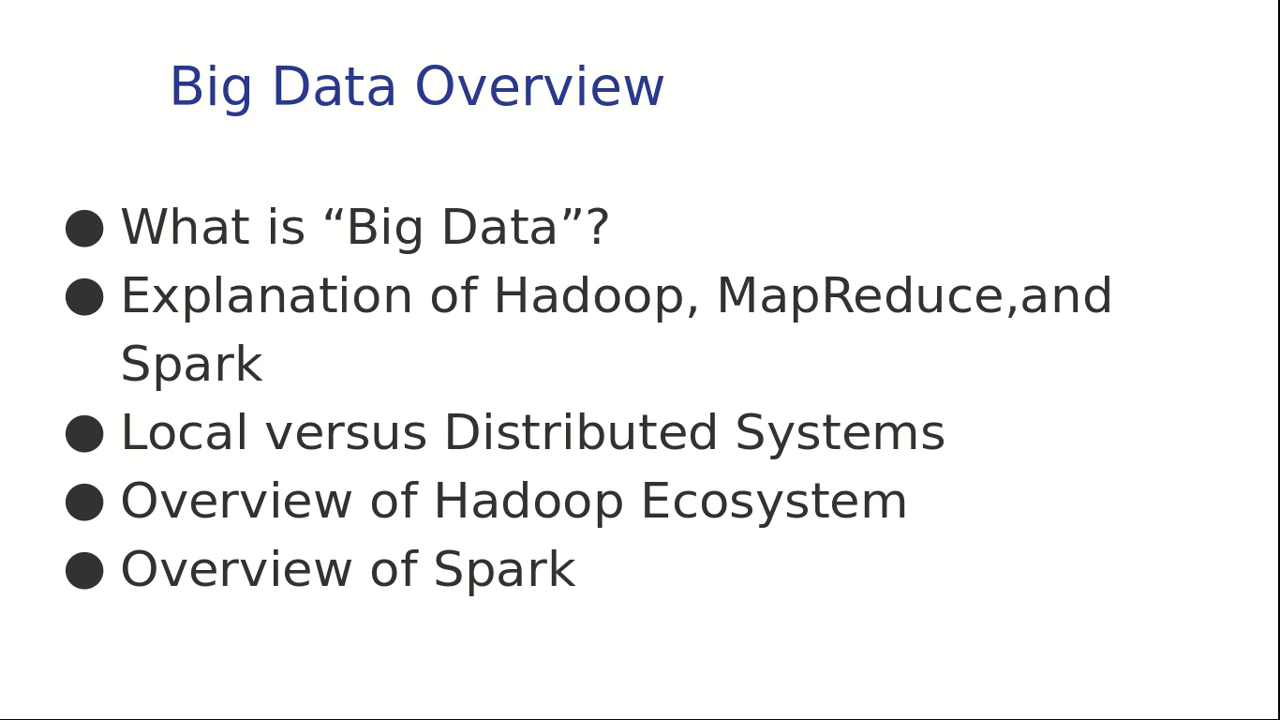 Big Data Overview
● What is “Big Data”?
● Explanation of Hadoop, MapReduce,and
Spark
● Local versus Distributed Systems
● Overview of Hadoop Ecosystem
● Overview of Spark